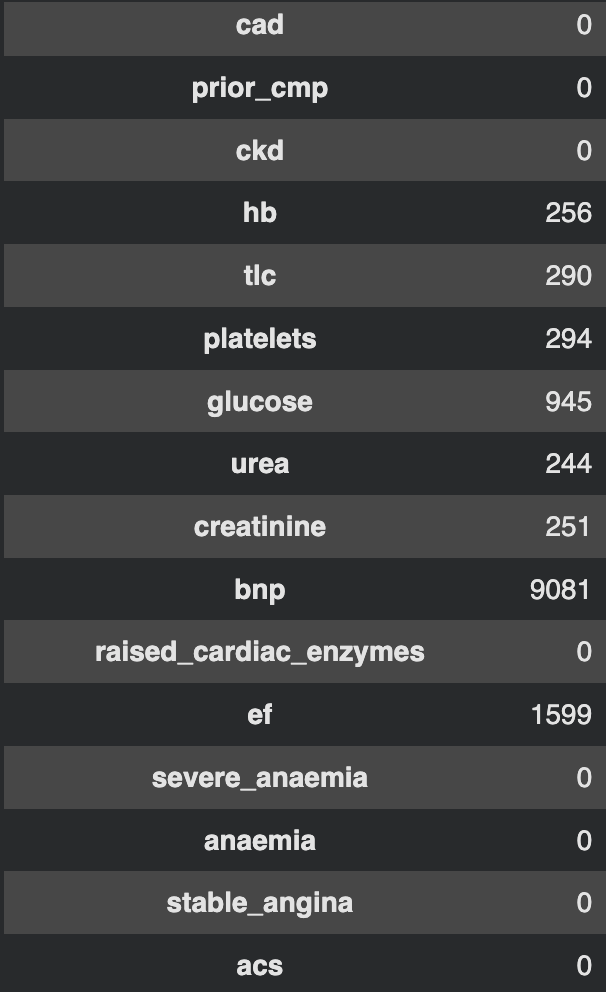 cad 0
prior_cmp 0
ckd 0
hb 256
tlc 290
platelets 294
glucose 945
urea 244
creatinine 251
bnp 9081
raised_cardiac_enzymes 0
ef 1599
severe_anaemia 0
anaemia 0
stable_angina 0
acs 0